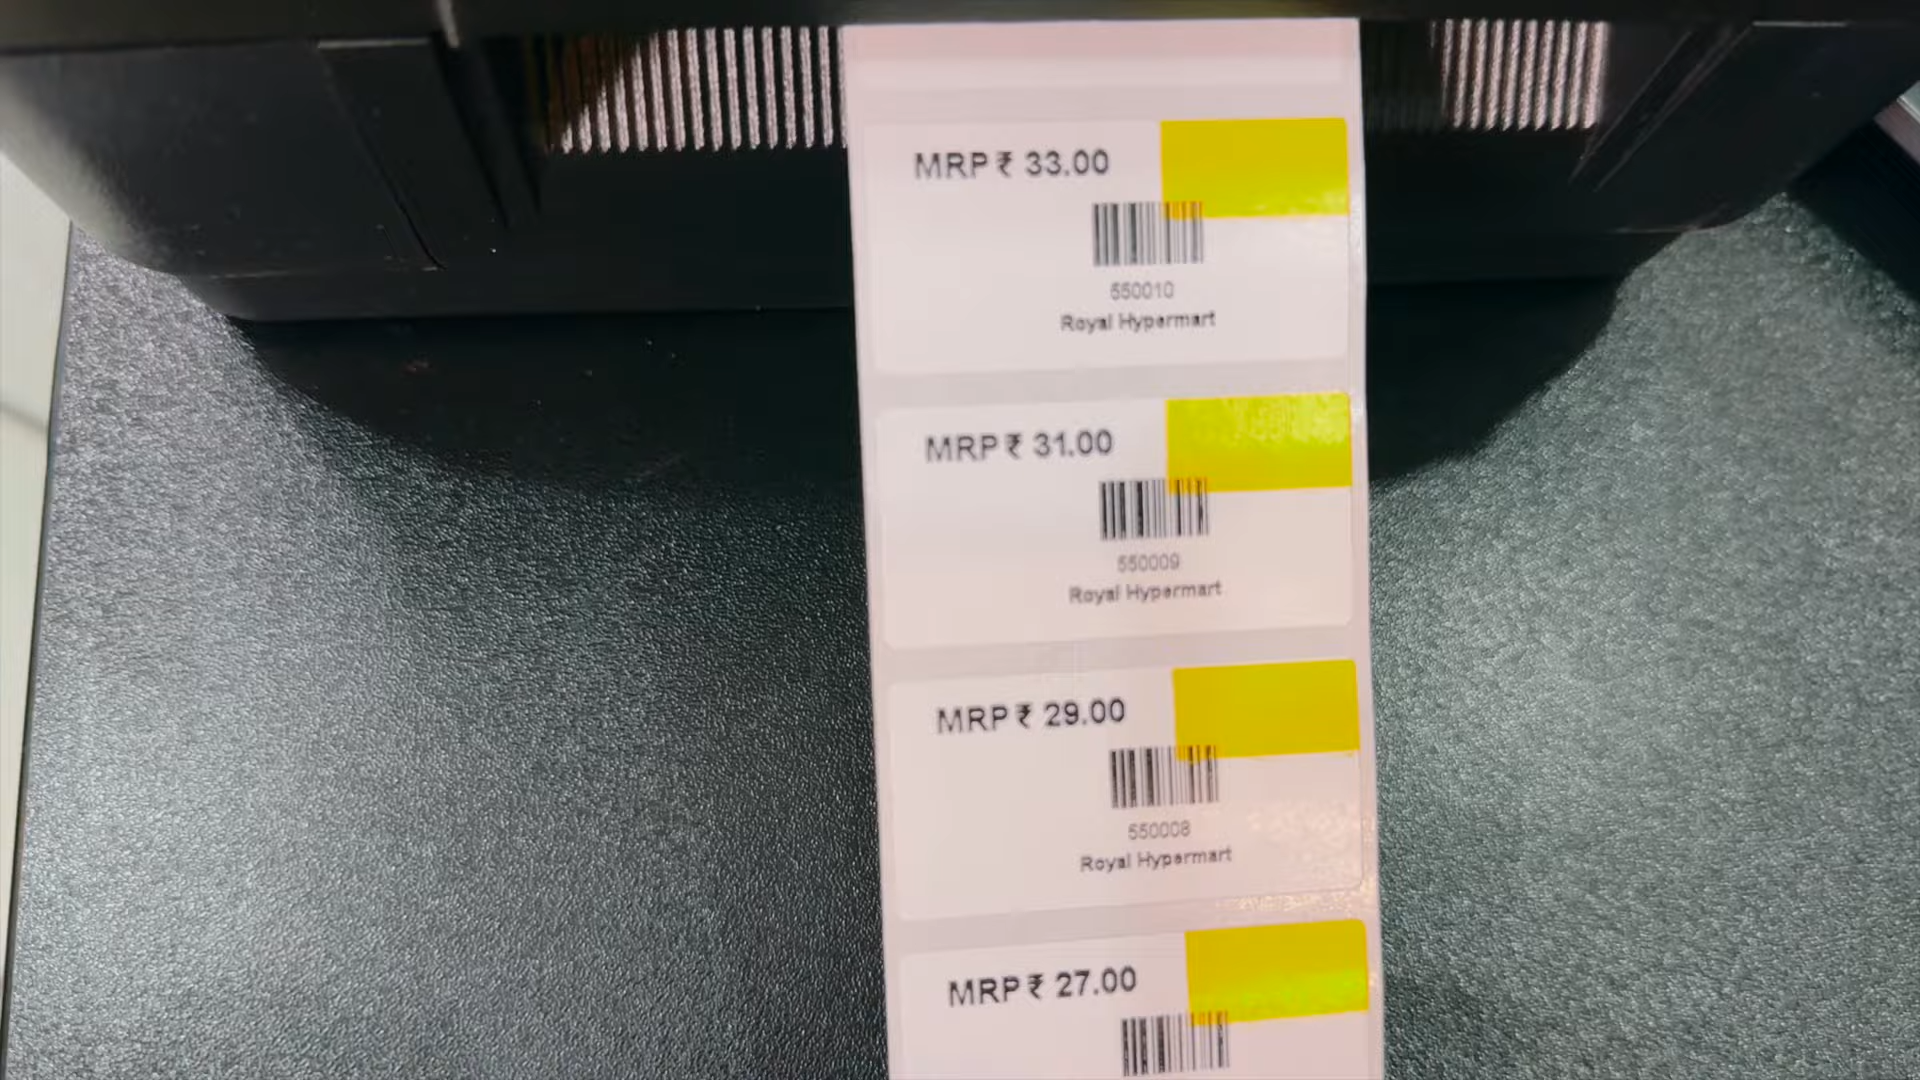 MRP ₹ 33.00
550010
Royal Hypermart
MRP ₹ 31.00
550009
Royal Hypermart
MRP ₹ 29.00
550008
Royal Hypermart
MRP ₹ 27.00